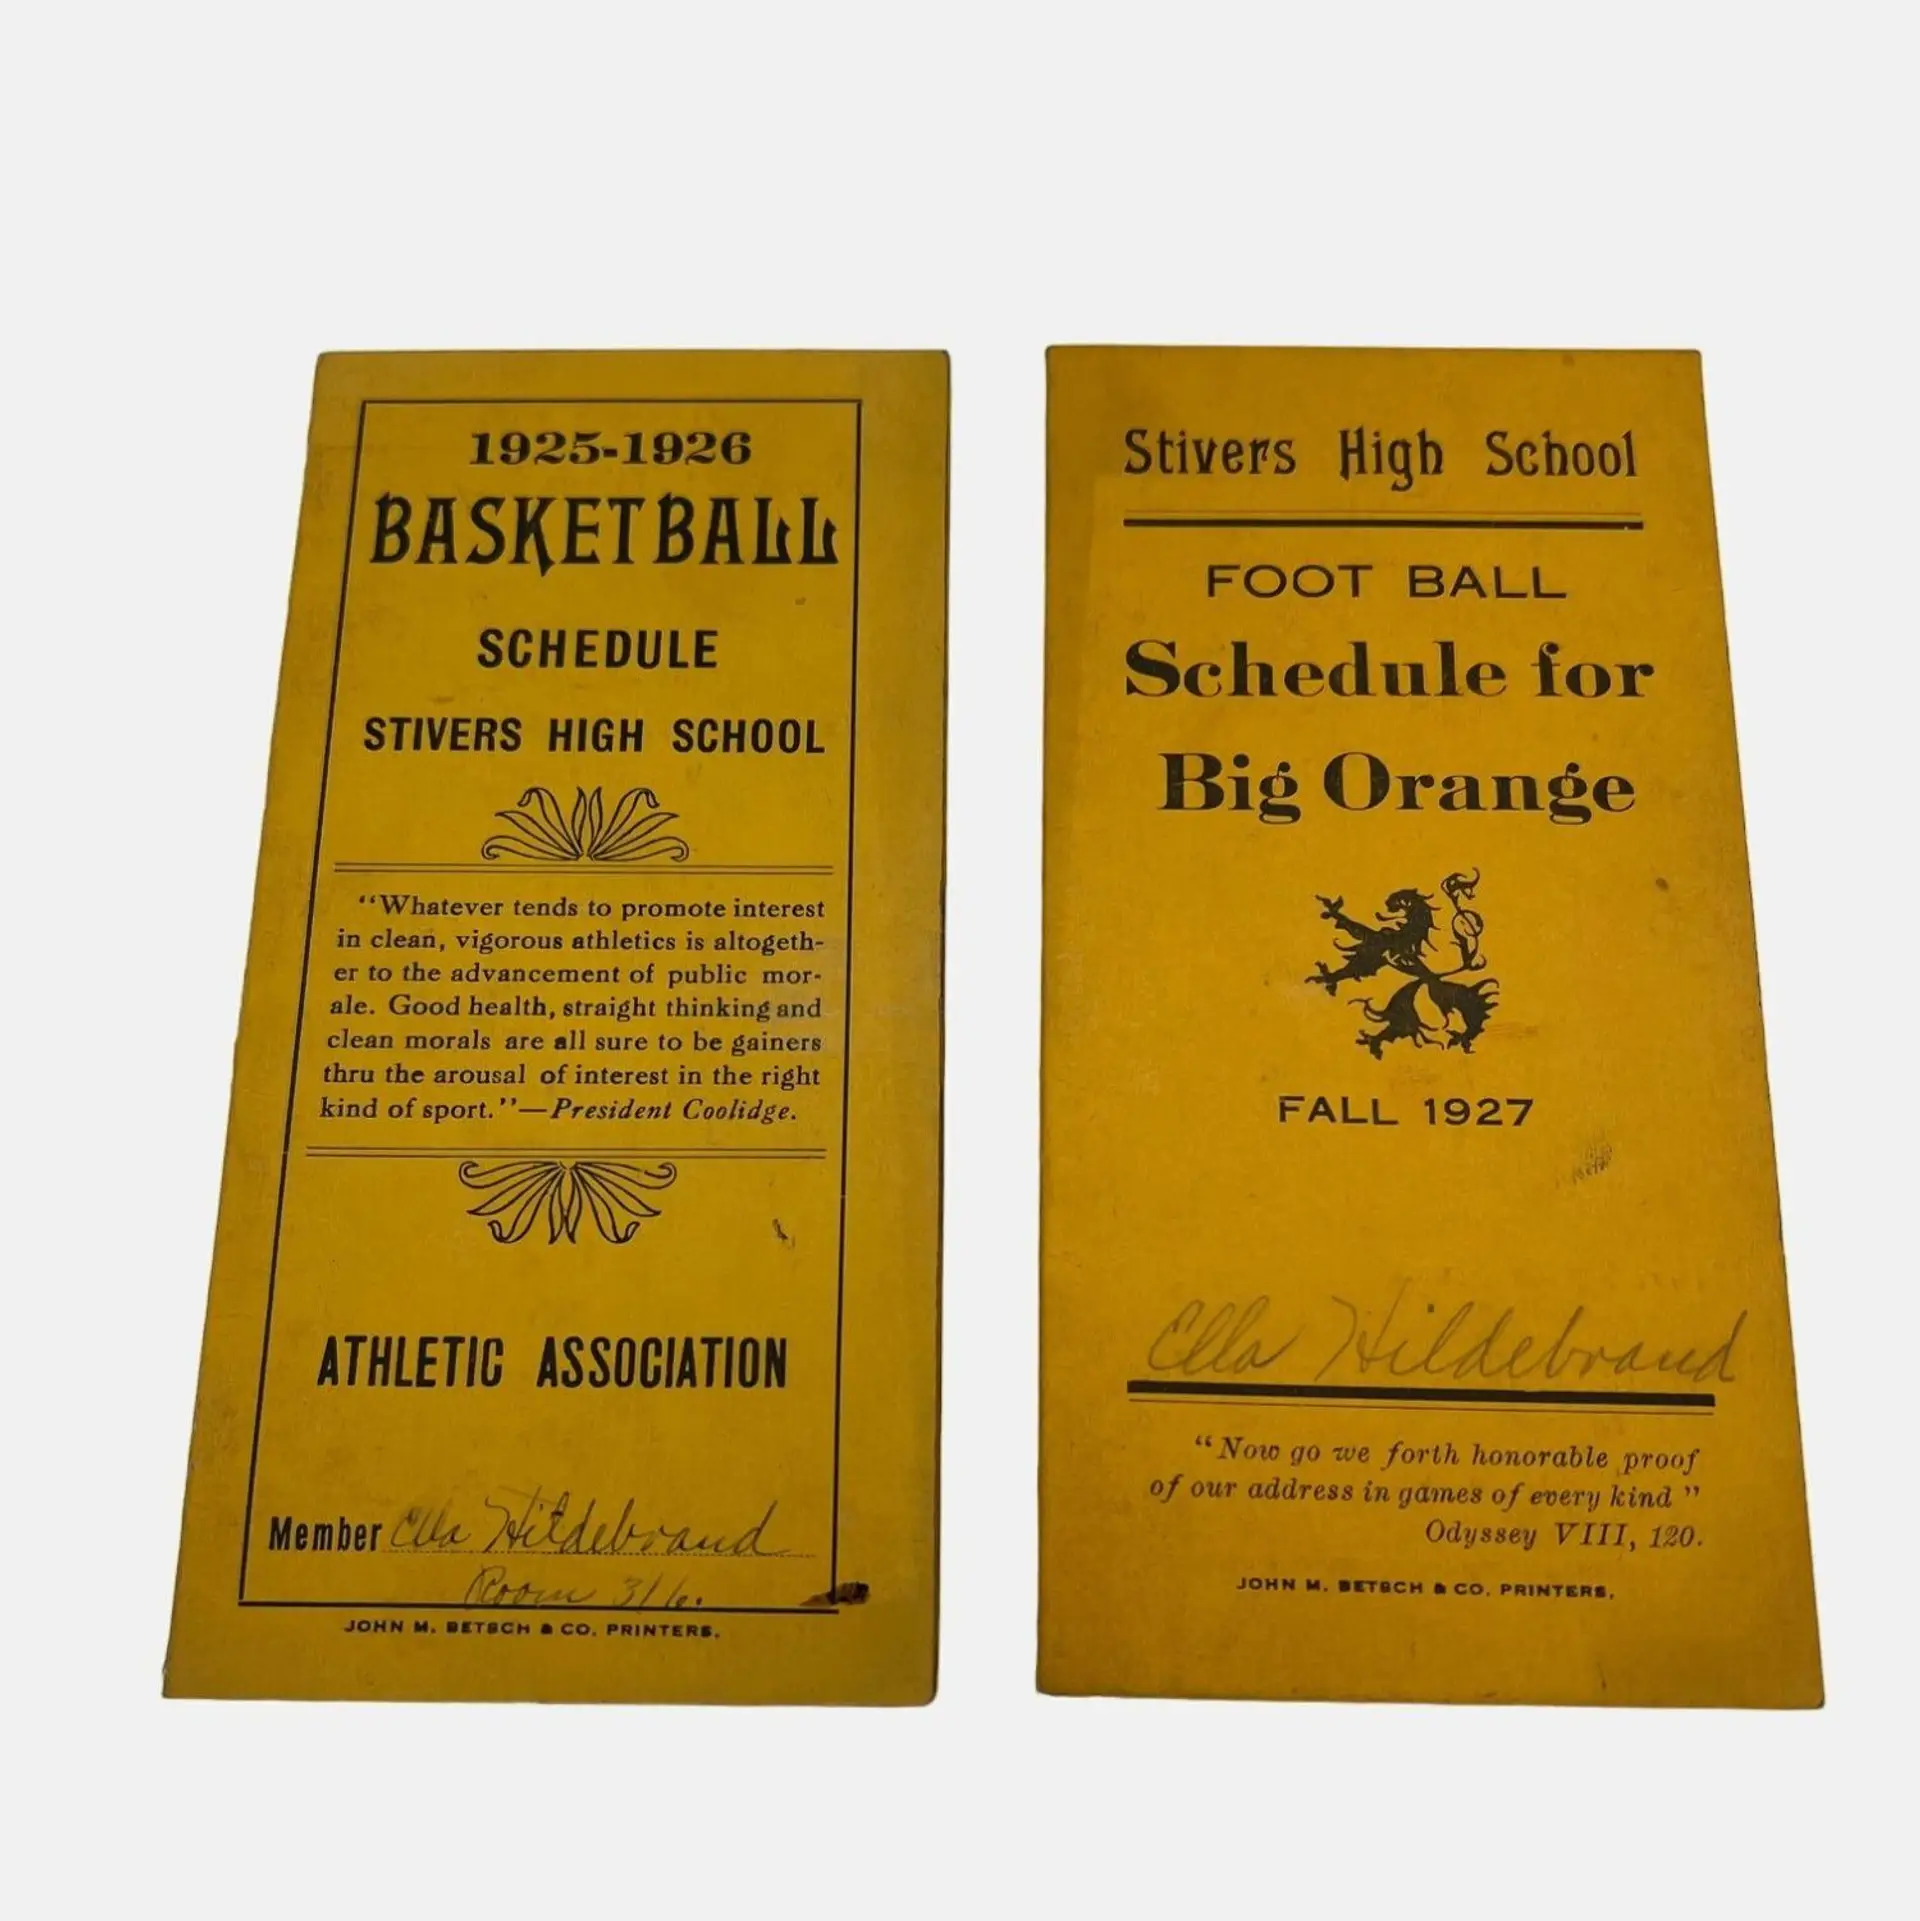 1925-1926
BASKETBALL
SCHEDULE
STIVERS HIGH SCHOOL
“Whatever tends to promote interest
in clean, vigorous athletics is altogeth-
er to the advancement of public mor-
ale. Good health, straight thinking and
clean morals are all sure to be gainers
thru the arousal of interest in the right
kind of sport.”—President Coolidge.
ATHLETIC ASSOCIATION
Member Ella Hildebrand
Room 316.
JOHN M. BETSCH & CO. PRINTERS.
Stivers High School
FOOT BALL
Schedule for
Big Orange
FALL 1927
Ella Hildebrand
“Now go we forth honorable proof
of our address in games of every kind”
Odyssey VIII, 120.
JOHN M. BETSCH & CO. PRINTERS.